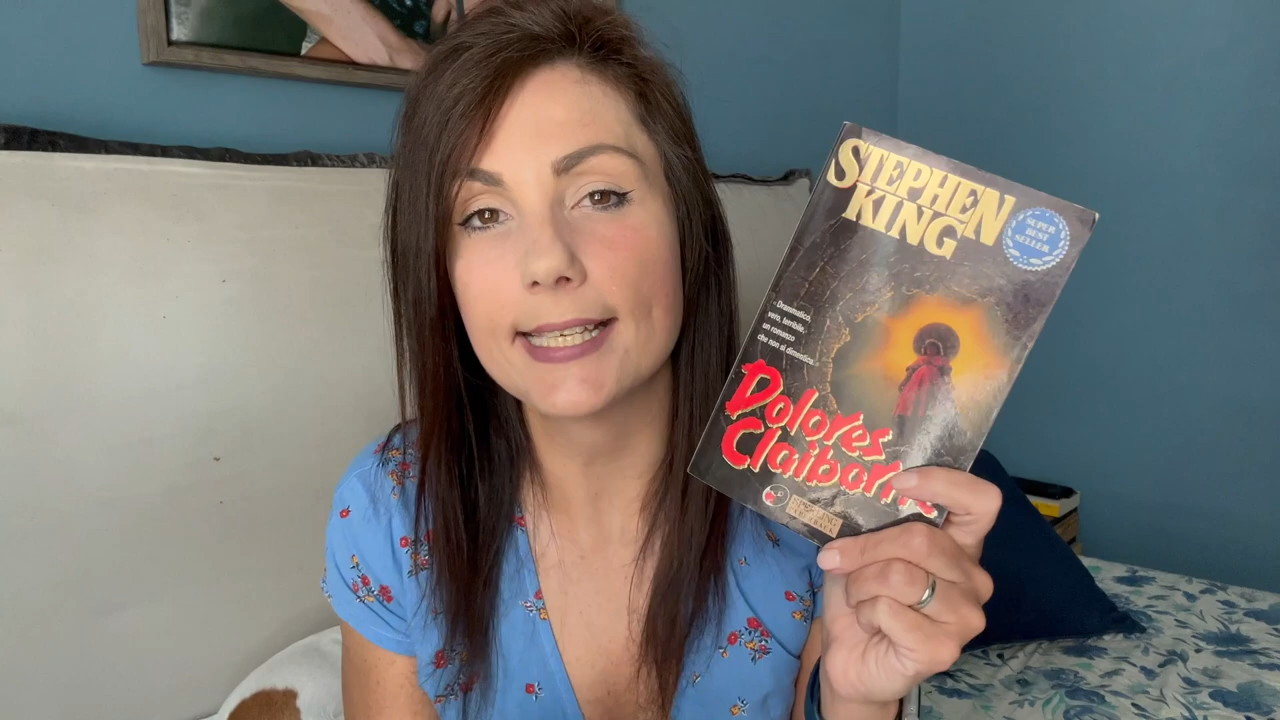 STEPHEN
KING
SUPER
BEST
SELLER
Drammatico,
vero, terribile,
un romanzo
che non si dimentica.
Dolores
Claiborne